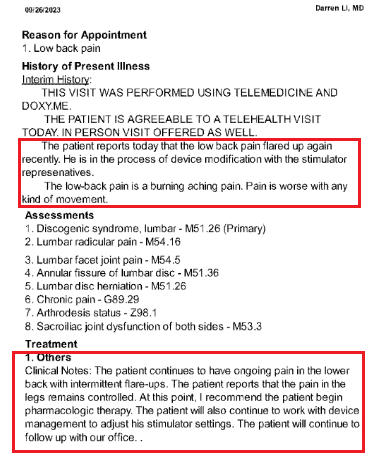 09/26/2023 Darren Li, MD
Reason for Appointment
1. Low back pain
History of Present Illness
Interim History:
THIS VISIT WAS PERFORMED USING TELEMEDICINE AND
DOXY.ME.
THE PATIENT IS AGREEABLE TO A TELEHEALTH VISIT
TODAY. IN PERSON VISIT OFFERED AS WELL.
The patient reports today that the low back pain flared up again
recently. He is in the process of device modification with the stimulator
represenatives.
The low-back pain is a burning aching pain. Pain is worse with any
kind of movement.
Assessments
1. Discogenic syndrome, lumbar - M51.26 (Primary)
2. Lumbar radicular pain - M54.16
3. Lumbar facet joint pain - M54.5
4. Annular fissure of lumbar disc - M51.36
5. Lumbar disc herniation - M51.26
6. Chronic pain - G89.29
7. Arthrodesis status - Z98.1
8. Sacroiliac joint dysfunction of both sides - M53.3
Treatment
1. Others
Clinical Notes: The patient continues to have ongoing pain in the lower
back with intermittent flare-ups. The patient reports that the pain in the
legs remains controlled. At this point, I recommend the patient begin
pharmacologic therapy. The patient will also continue to work with device
management to adjust his stimulator settings. The patient will continue to
follow up with our office. .